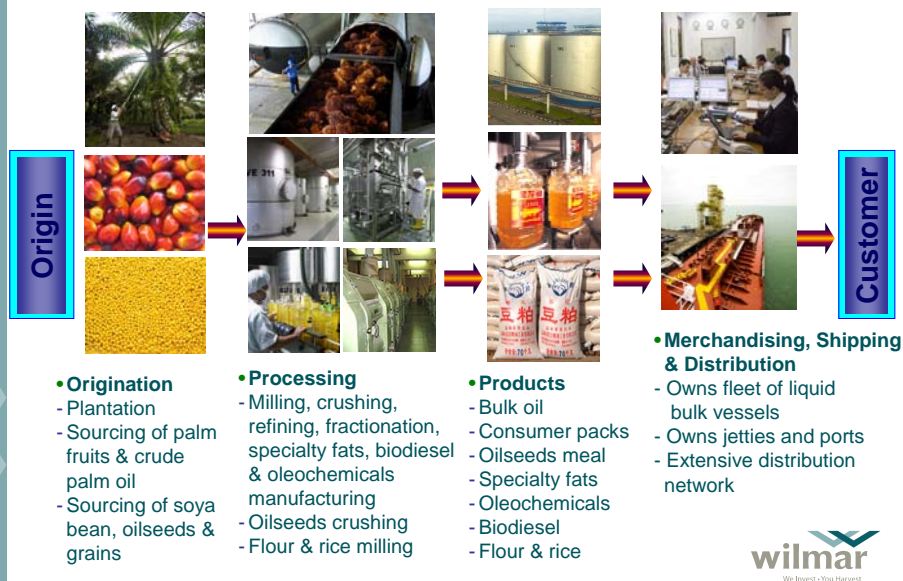 Origin
Customer
VE 311
豆粕
豆粕
•Origination
- Plantation
- Sourcing of palm
fruits & crude
palm oil
- Sourcing of soya
bean, oilseeds &
grains
•Processing
- Milling, crushing,
refining, fractionation,
specialty fats, biodiesel
& oleochemicals
manufacturing
- Oilseeds crushing
- Flour & rice milling
•Products
- Bulk oil
- Consumer packs
- Oilseeds meal
- Specialty fats
- Oleochemicals
- Biodiesel
- Flour & rice
•Merchandising, Shipping
& Distribution
- Owns fleet of liquid
bulk vessels
- Owns jetties and ports
- Extensive distribution
network
wilmar
We Invest • You Harvest